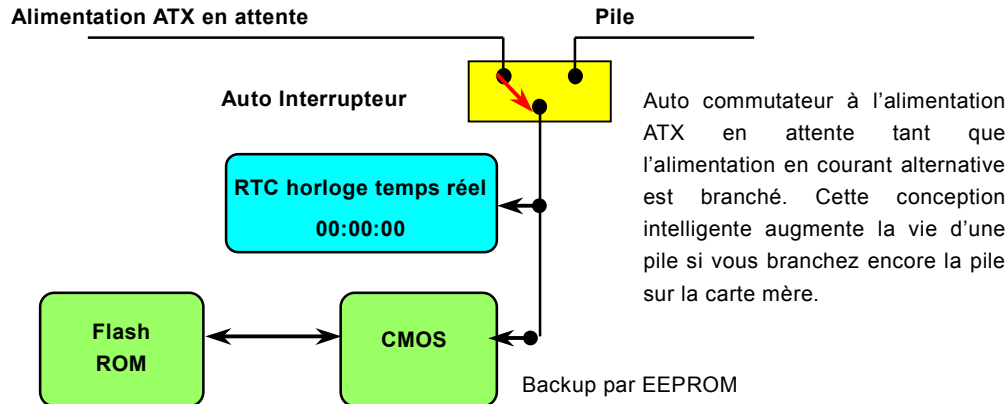 Alimentation ATX en attente
Pile
Auto Interrupteur
Auto commutateur à l'alimentation
ATX en attente tant que
l'alimentation en courant alternative
est branché. Cette conception
intelligente augmente la vie d'une
pile si vous branchez encore la pile
sur la carte mère.
RTC horloge temps réel
00:00:00
Flash
ROM
CMOS
Backup par EEPROM